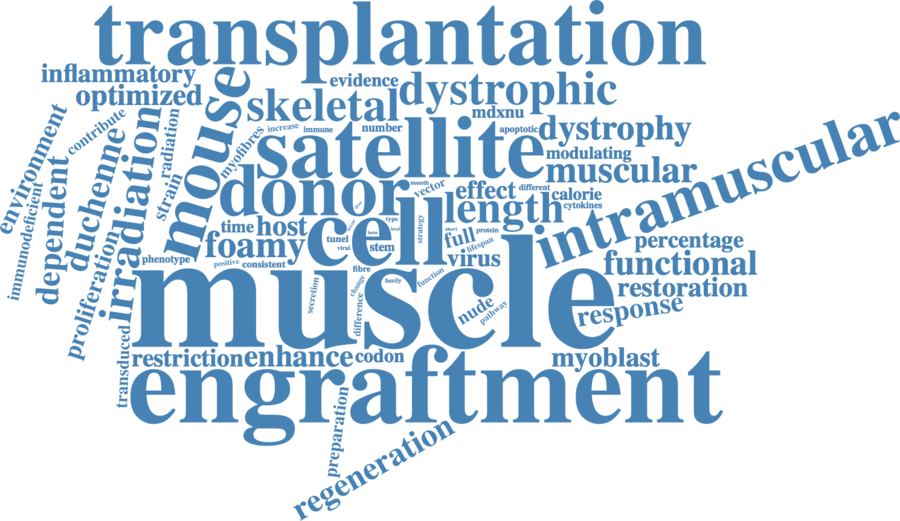 transplantation
inflammatory
evidence
optimized
mouse
skeletal
dystrophic
mdxnu
contribute
radiation
myofibres
increase
immune
number
apoptotic
dystrophy
intramuscular
environment
immunodeficient
dependent
duchenne
irradiation
strain
satellite
modulating
muscular
donor
month
vector
effect
different
calorie
cytokines
length
time
host
cell
type
level
term
strategy
short
protein
full
lifespan
percentage
foamy
tunel
viral
stem
virus
functional
phenotype
positive
consistent
fibre
muscle
proliferation
secretion
change
difference
family
function
nude
pathway
restoration
response
transduced
restriction
enhance
codon
myoblast
engraftment
preparation
regeneration